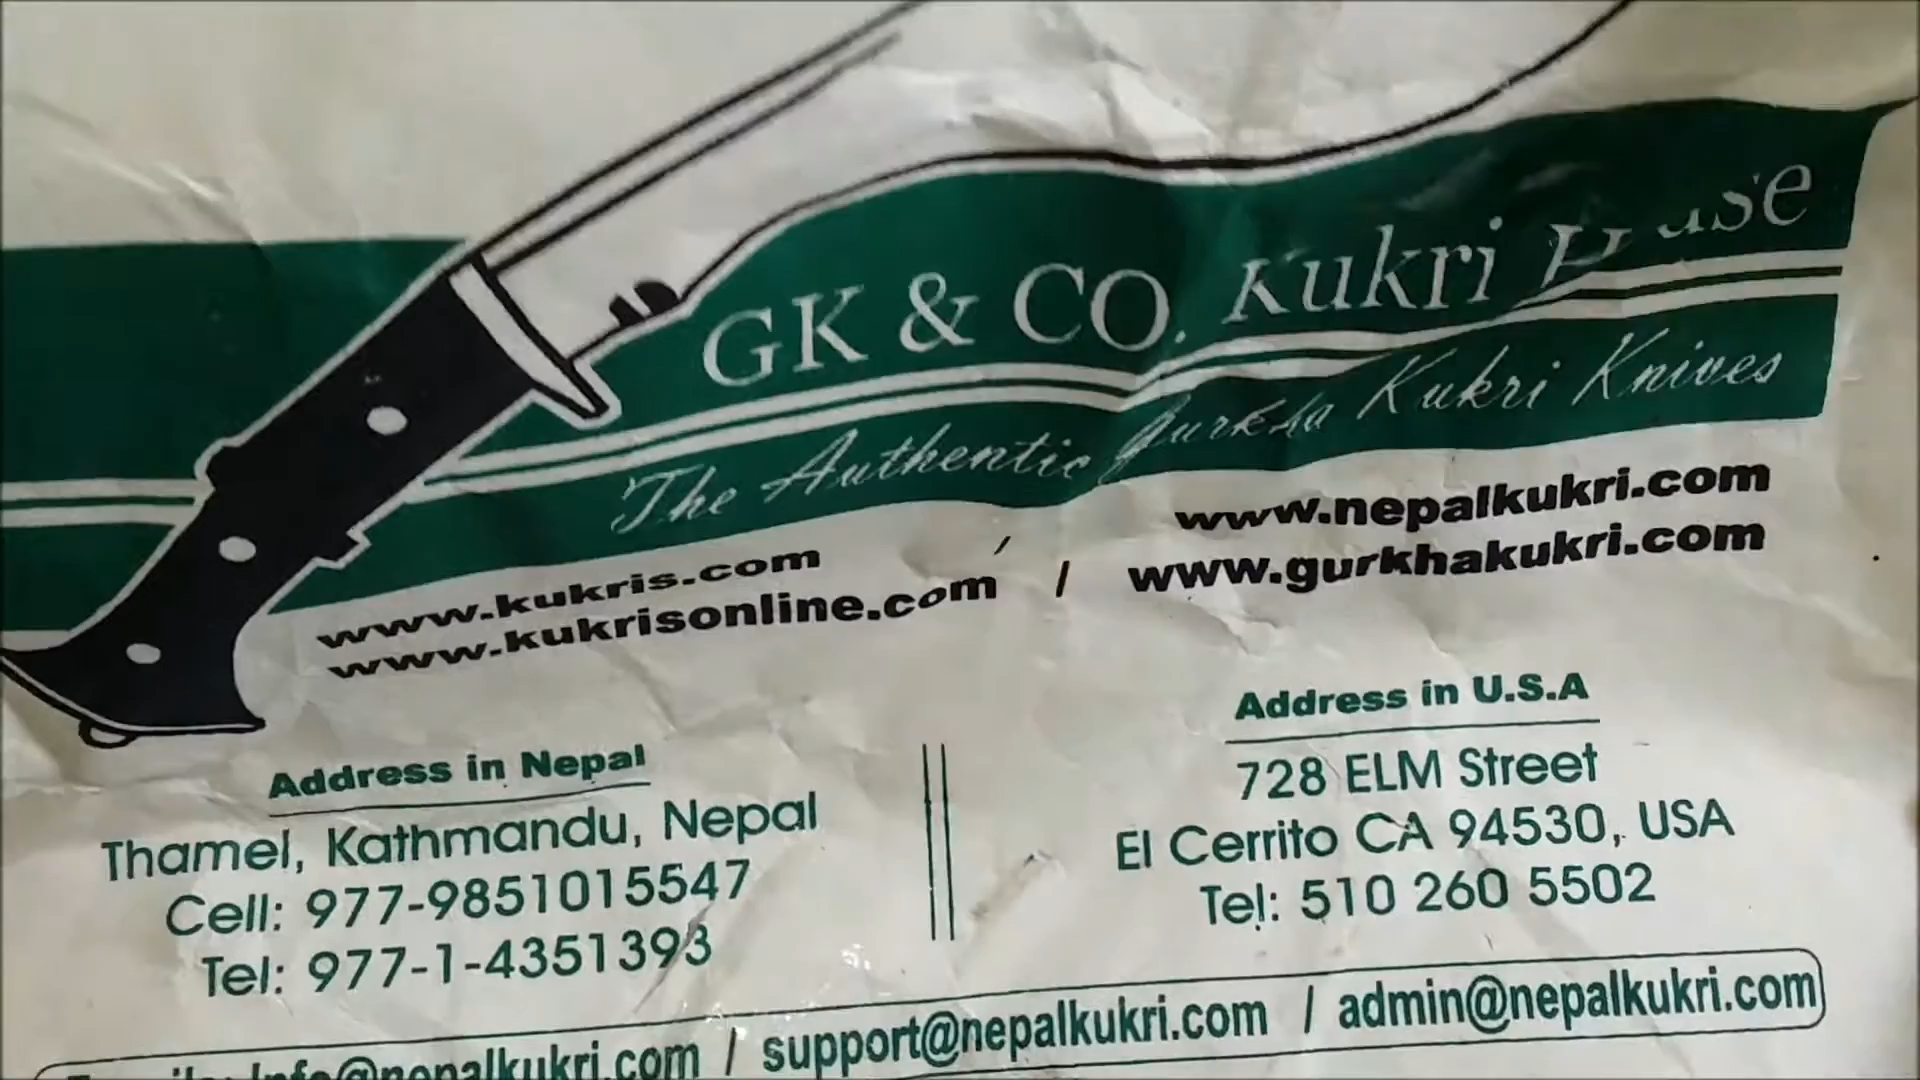 GK & CO. Kukri House
The Authentic Gurkha Kukri Knives
www.kukris.com / www.nepalkukri.com
www.kukrisonline.com / www.gurkhakukri.com
Address in Nepal
Thamel, Kathmandu, Nepal
Cell: 977-9851015547
Tel: 977-1-4351393
Address in U.S.A
728 ELM Street
El Cerrito CA 94530, USA
Tel: 510 260 5502
Info@nepalkukri.com / support@nepalkukri.com / admin@nepalkukri.com